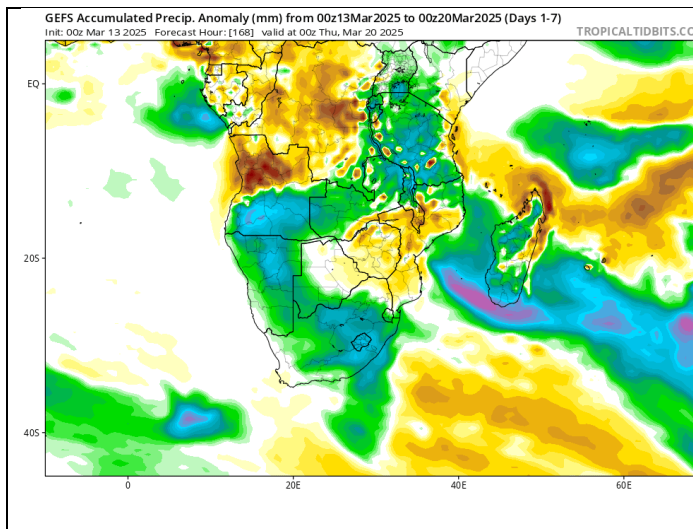 GEFS Accumulated Precip. Anomaly (mm) from 00z13Mar2025 to 00z20Mar2025 (Days 1-7)
Init: 00z Mar 13 2025 Forecast Hour: [168] valid at 00z Thu, Mar 20 2025 TROPICALTIDBITS.CC
EQ
20S
40S
0 20E 40E 60E